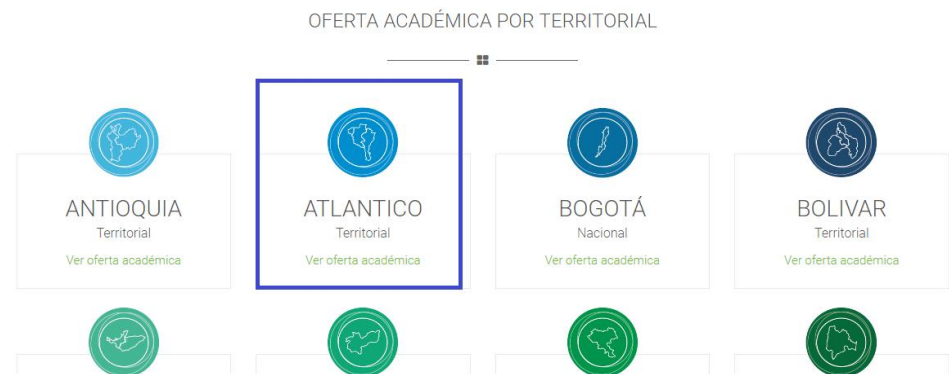 OFERTA ACADÉMICA POR TERRITORIAL
ANTIOQUIA
Territorial
Ver oferta académica
ATLANTICO
Territorial
Ver oferta académica
BOGOTÁ
Nacional
Ver oferta académica
BOLIVAR
Territorial
Ver oferta académica